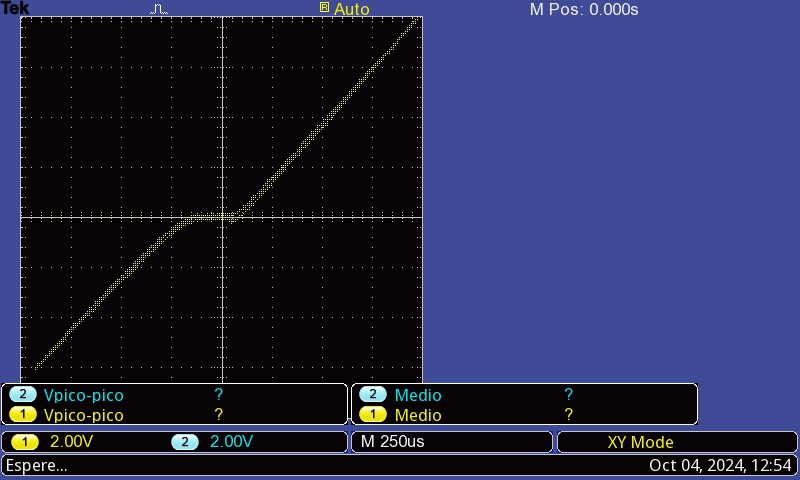 Tek R Auto M Pos: 0.000s
2 Vpico-pico ? 2 Medio ?
1 Vpico-pico ? 1 Medio ?
1 2.00V 2 2.00V M 250us XY Mode
Espere... Oct 04, 2024, 12:54